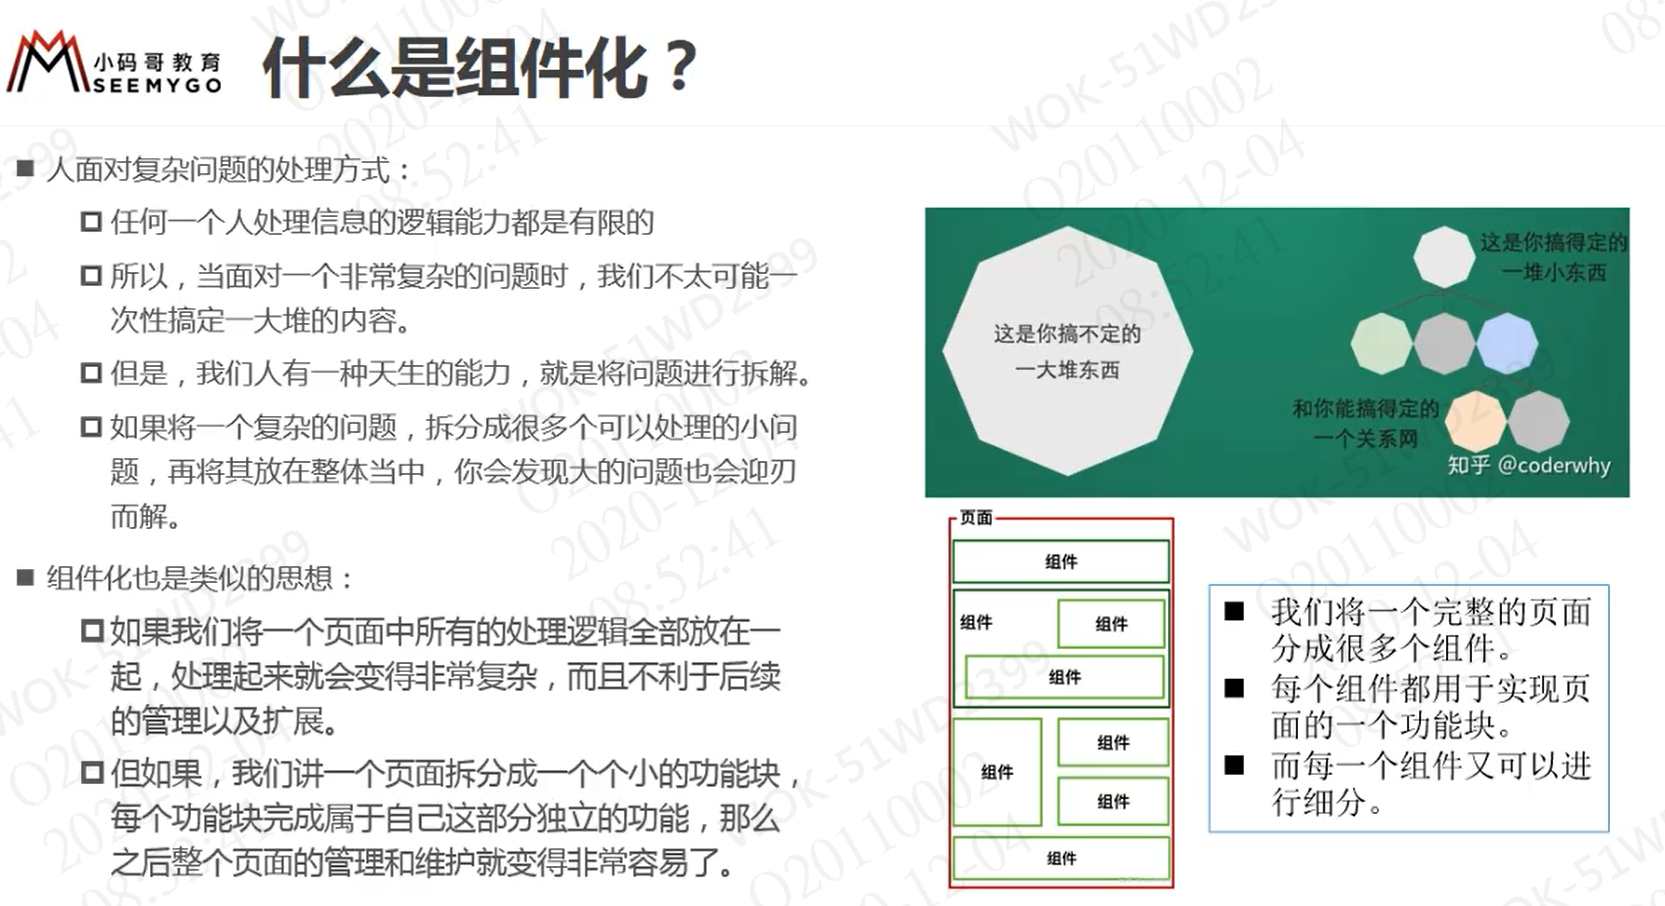 小码哥教育
SEEMYGO
什么是组件化？
人面对复杂问题的处理方式：
任何一个人处理信息的逻辑能力都是有限的
所以，当面对一个非常复杂的问题时，我们不太可能一
次性搞定一大堆的内容。
但是，我们人有一种天生的能力，就是将问题进行拆解。
如果将一个复杂的问题，拆分成很多个可以处理的小问
题，再将其放在整体当中，你会发现大的问题也会迎刃
而解。
组件化也是类似的思想：
如果我们将一个页面中所有的处理逻辑全部放在一
起，处理起来就会变得非常复杂，而且不利于后续
的管理以及扩展。
但如果，我们讲一个页面拆分成一个个小的功能块，
每个功能块完成属于自己这部分独立的功能，那么
之后整个页面的管理和维护就变得非常容易了。
这是你搞不定的
一大堆东西
这是你搞得定的
一堆小东西
和你能搞得定的
一个关系网
知乎 @coderwhy
页面
组件
组件
组件
组件
组件
组件
组件
组件
我们将一个完整的页面
分成很多个组件。
每个组件都用于实现页
面的一个功能块。
而每一个组件又可以进
行细分。
WOK-51WD2399
O20110002
2020-12-04
08:52:41